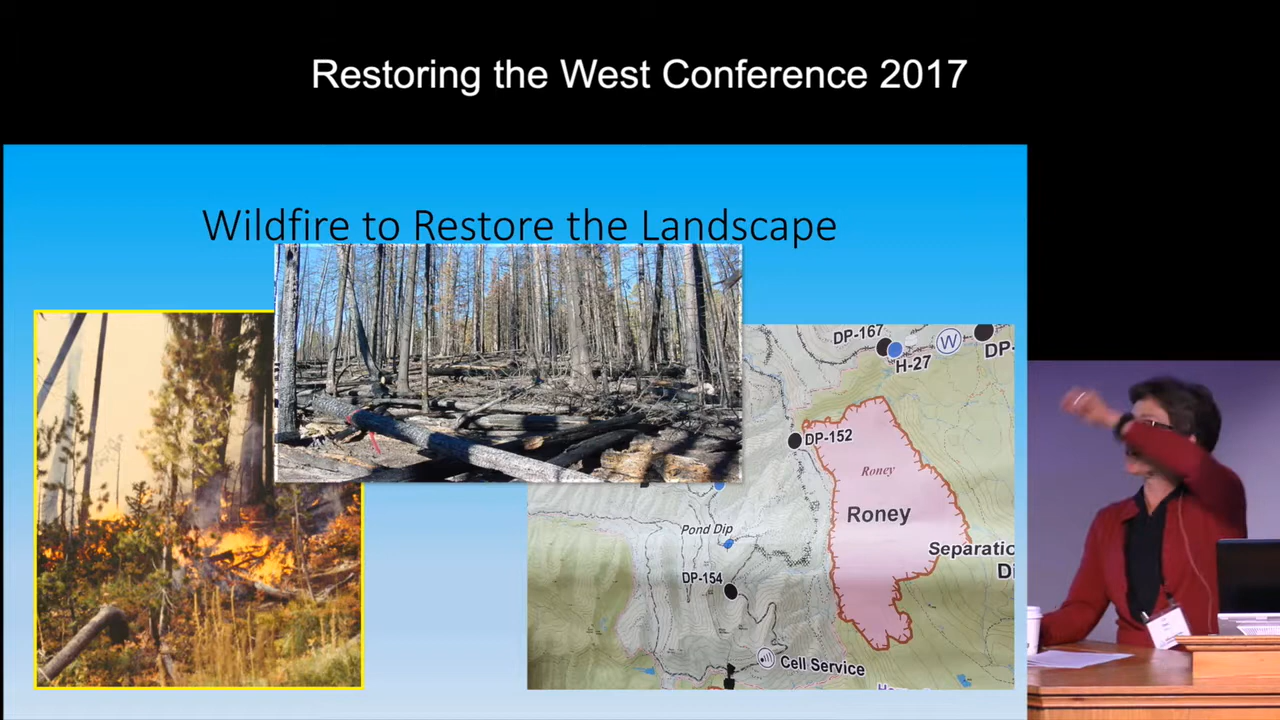 Restoring the West Conference 2017
Wildfire to Restore the Landscape
DP-167
W
H-27
DP-
DP-152
Roney
Roney
Pond Dip
Separatio
Di
DP-154
Cell Service